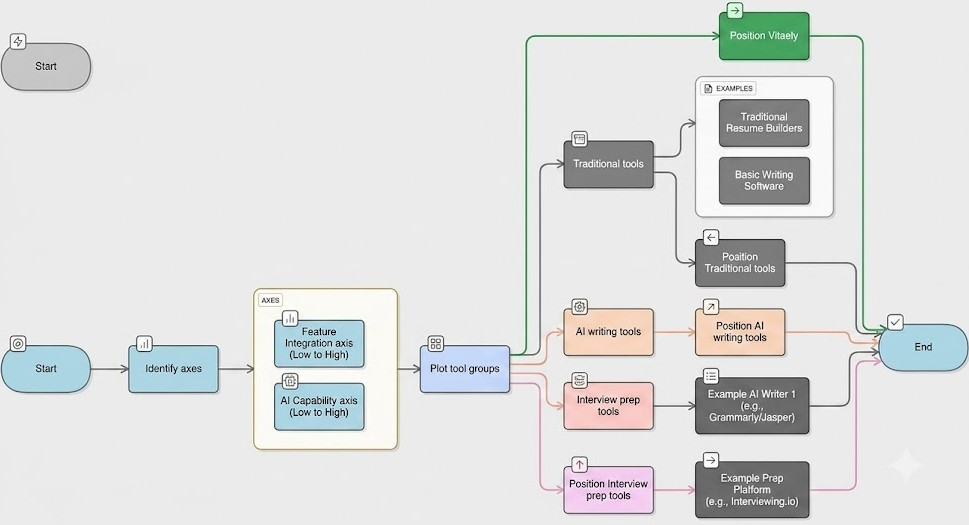 Start
Start
Identify axes
AXES
Feature
Integration axis
(Low to High)
AI Capability axis
(Low to High)
Plot tool groups
Position Vitaely
Traditional tools
EXAMPLES
Traditional
Resume Builders
Basic Writing
Software
Position
Traditional tools
AI writing tools
Position AI
writing tools
Interview prep
tools
Example AI Writer 1
(e.g.,
Grammarly/Jasper)
Position Interview
prep tools
Example Prep
Platform
(e.g., Interviewing.io)
End